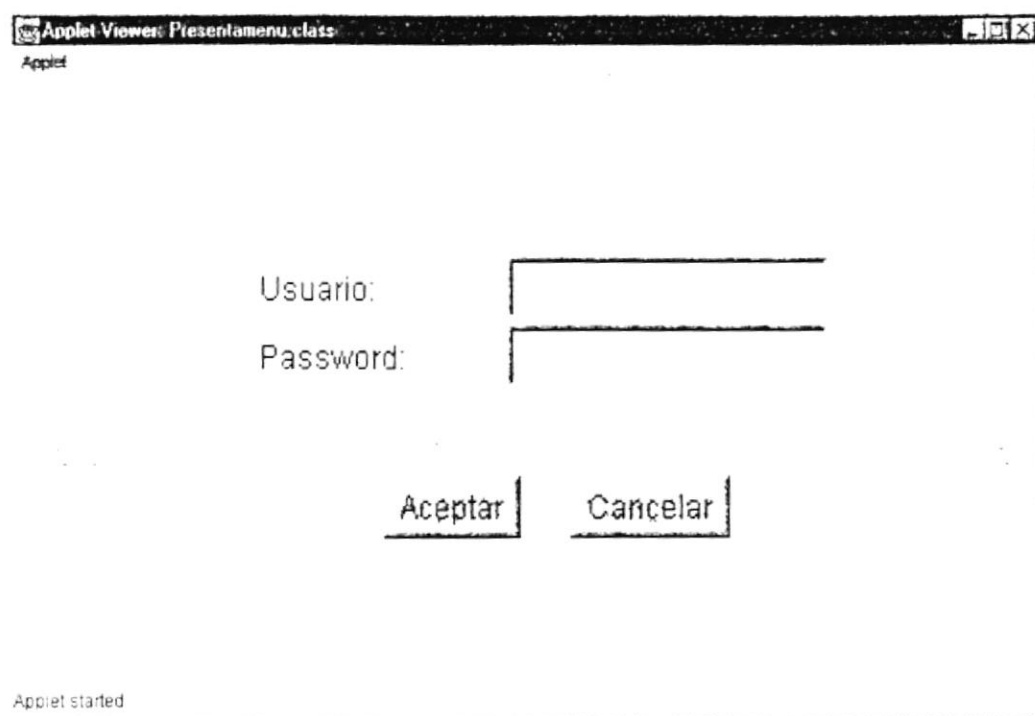 Applet Viewer: Presentamenu.class
Applet
Usuario:
Password:
Aceptar Cancelar
Applet started